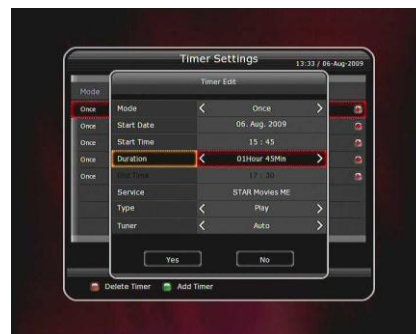 Timer Settings
13:33 / 06-Aug-2009
Timer Edit
Mode
Once
Mode
Once
Once
Start Date
06. Aug. 2009
Once
Start Time
15 : 45
Once
Duration
01Hour 45Min
Once
End Time
17 : 30
Service
STAR Movies ME
Type
Play
Tuner
Auto
Yes
No
Delete Timer
Add Timer